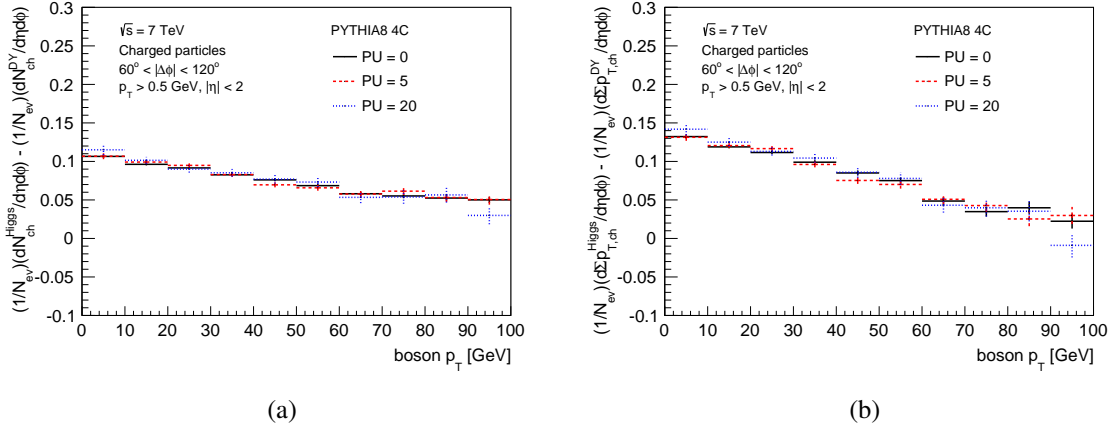 (1/N_ev)(dN_ch^Higgs/dηdϕ) - (1/N_ev)(dN_ch^DY/dηdϕ)
0.3
0.25
0.2
0.15
0.1
0.05
0
-0.05
-0.1
√s = 7 TeV
Charged particles
60° < |Δϕ| < 120°
p_T > 0.5 GeV, |η| < 2
PYTHIA8 4C
PU = 0
PU = 5
PU = 20
0 10 20 30 40 50 60 70 80 90 100
boson p_T [GeV]
(a)
(1/N_ev)(dΣp_T,ch^Higgs/dηdϕ) - (1/N_ev)(dΣp_T,ch^DY/dηdϕ)
0.3
0.25
0.2
0.15
0.1
0.05
0
-0.05
-0.1
√s = 7 TeV
Charged particles
60° < |Δϕ| < 120°
p_T > 0.5 GeV, |η| < 2
PYTHIA8 4C
PU = 0
PU = 5
PU = 20
0 10 20 30 40 50 60 70 80 90 100
boson p_T [GeV]
(b)